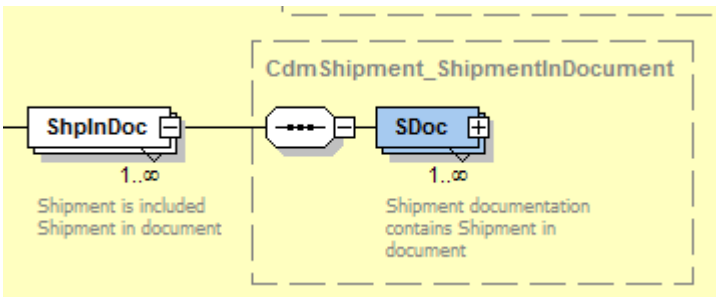 CdmShipment_ShipmentInDocument
ShpInDoc
SDoc
1..∞
1..∞
Shipment is included
Shipment in document
Shipment documentation
contains Shipment in
document